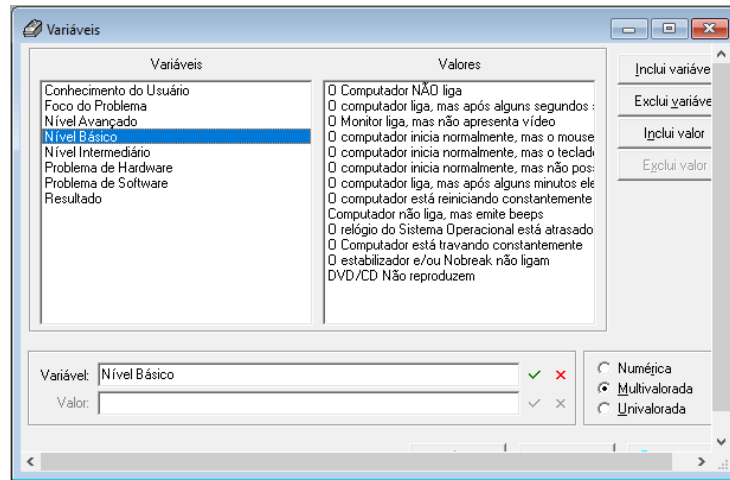 Variáveis
Variáveis
Valores
Conhecimento do Usuário
Foco do Problema
Nível Avançado
Nível Básico
Nível Intermediário
Problema de Hardware
Problema de Software
Resultado
O Computador NÃO liga
O computador liga, mas após alguns segundos
O Monitor liga, mas não apresenta vídeo
O computador inicia normalmente, mas o mouse
O computador inicia normalmente, mas o teclad
O computador inicia normalmente, mas não pos
O computador liga, mas após alguns minutos ele
O computador está reiniciando constantemente
Computador não liga, mas emite beeps
O relógio do Sistema Operacional está atrasado
O Computador está travando constantemente
O estabilizador e/ou Nobreak não ligam
DVD/CD Não reproduzem
Inclui variáve
Exclui variáve
Inclui valor
Exclui valor
Variável: Nível Básico
Valor:
Numérica
Multivalorada
Univalorada